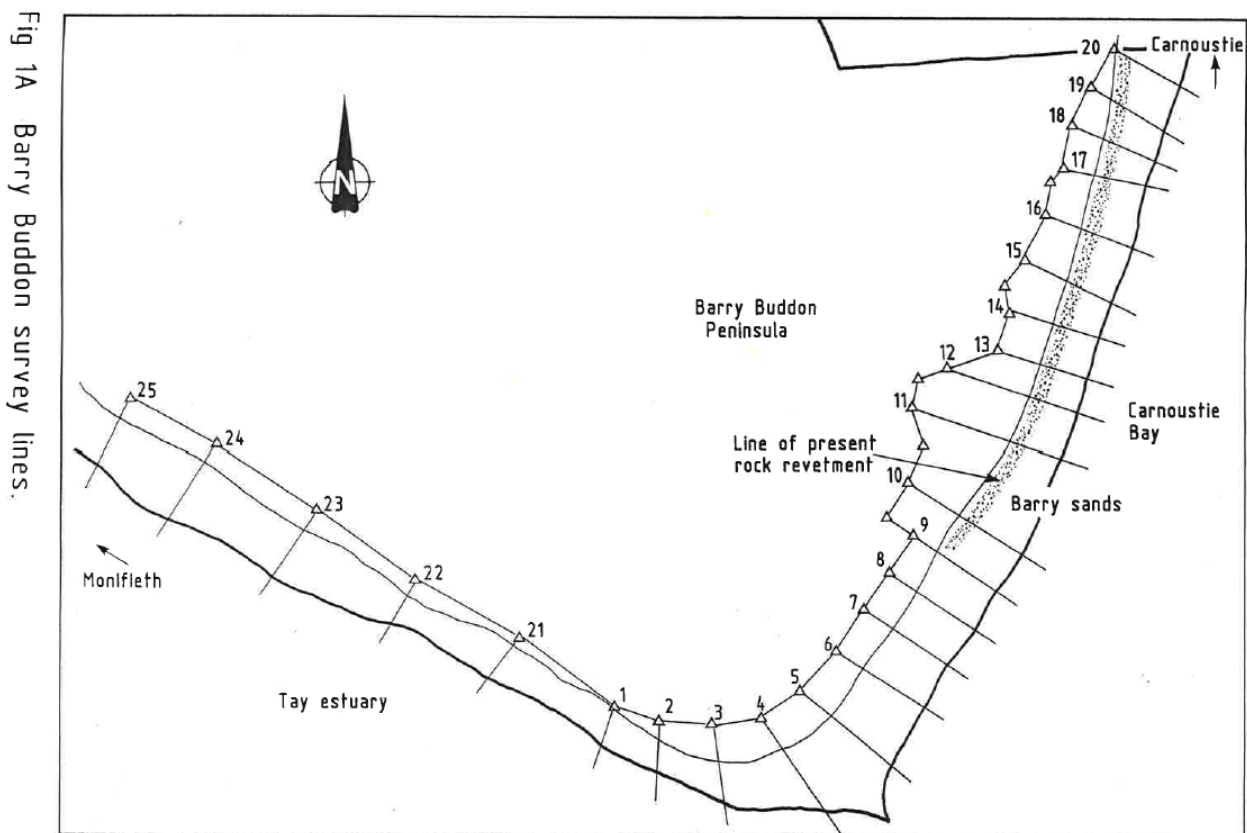 Fig 1A Barry Buddon survey lines.
N
20
Carnoustie
19
18
17
16
15
14
13
12
11
10
9
8
7
6
5
4
3
2
1
21
22
23
24
25
Barry Buddon
Peninsula
Carnoustie
Bay
Line of present
rock revetment
Barry sands
Monifieth
Tay estuary